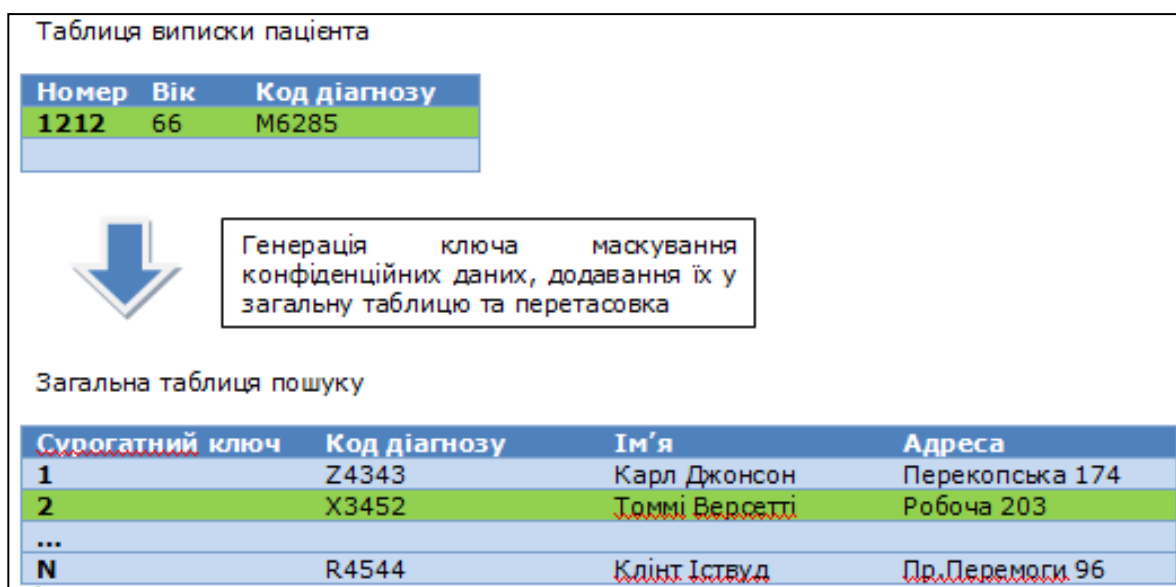 Таблиця виписки пацієнта
Номер Вік Код діагнозу
1212 66 M6285
Генерація ключа маскування
конфіденційних даних, додавання їх у
загальну таблицю та перетасовка
Загальна таблиця пошуку
Сурогатний ключ Код діагнозу Ім’я Адреса
1 Z4343 Карл Джонсон Перекопська 174
2 X3452 Томмі Версетті Робоча 203
...
N R4544 Клінт Іствуд Пр.Перемоги 96